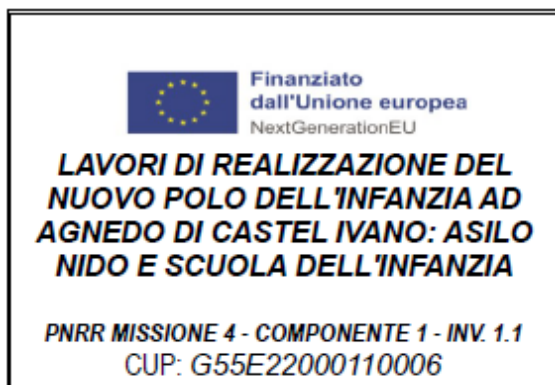 Finanziato
dall'Unione europea
NextGenerationEU
LAVORI DI REALIZZAZIONE DEL
NUOVO POLO DELL'INFANZIA AD
AGNEDO DI CASTEL IVANO: ASILO
NIDO E SCUOLA DELL'INFANZIA
PNRR MISSIONE 4 - COMPONENTE 1 - INV. 1.1
CUP: G55E22000110006